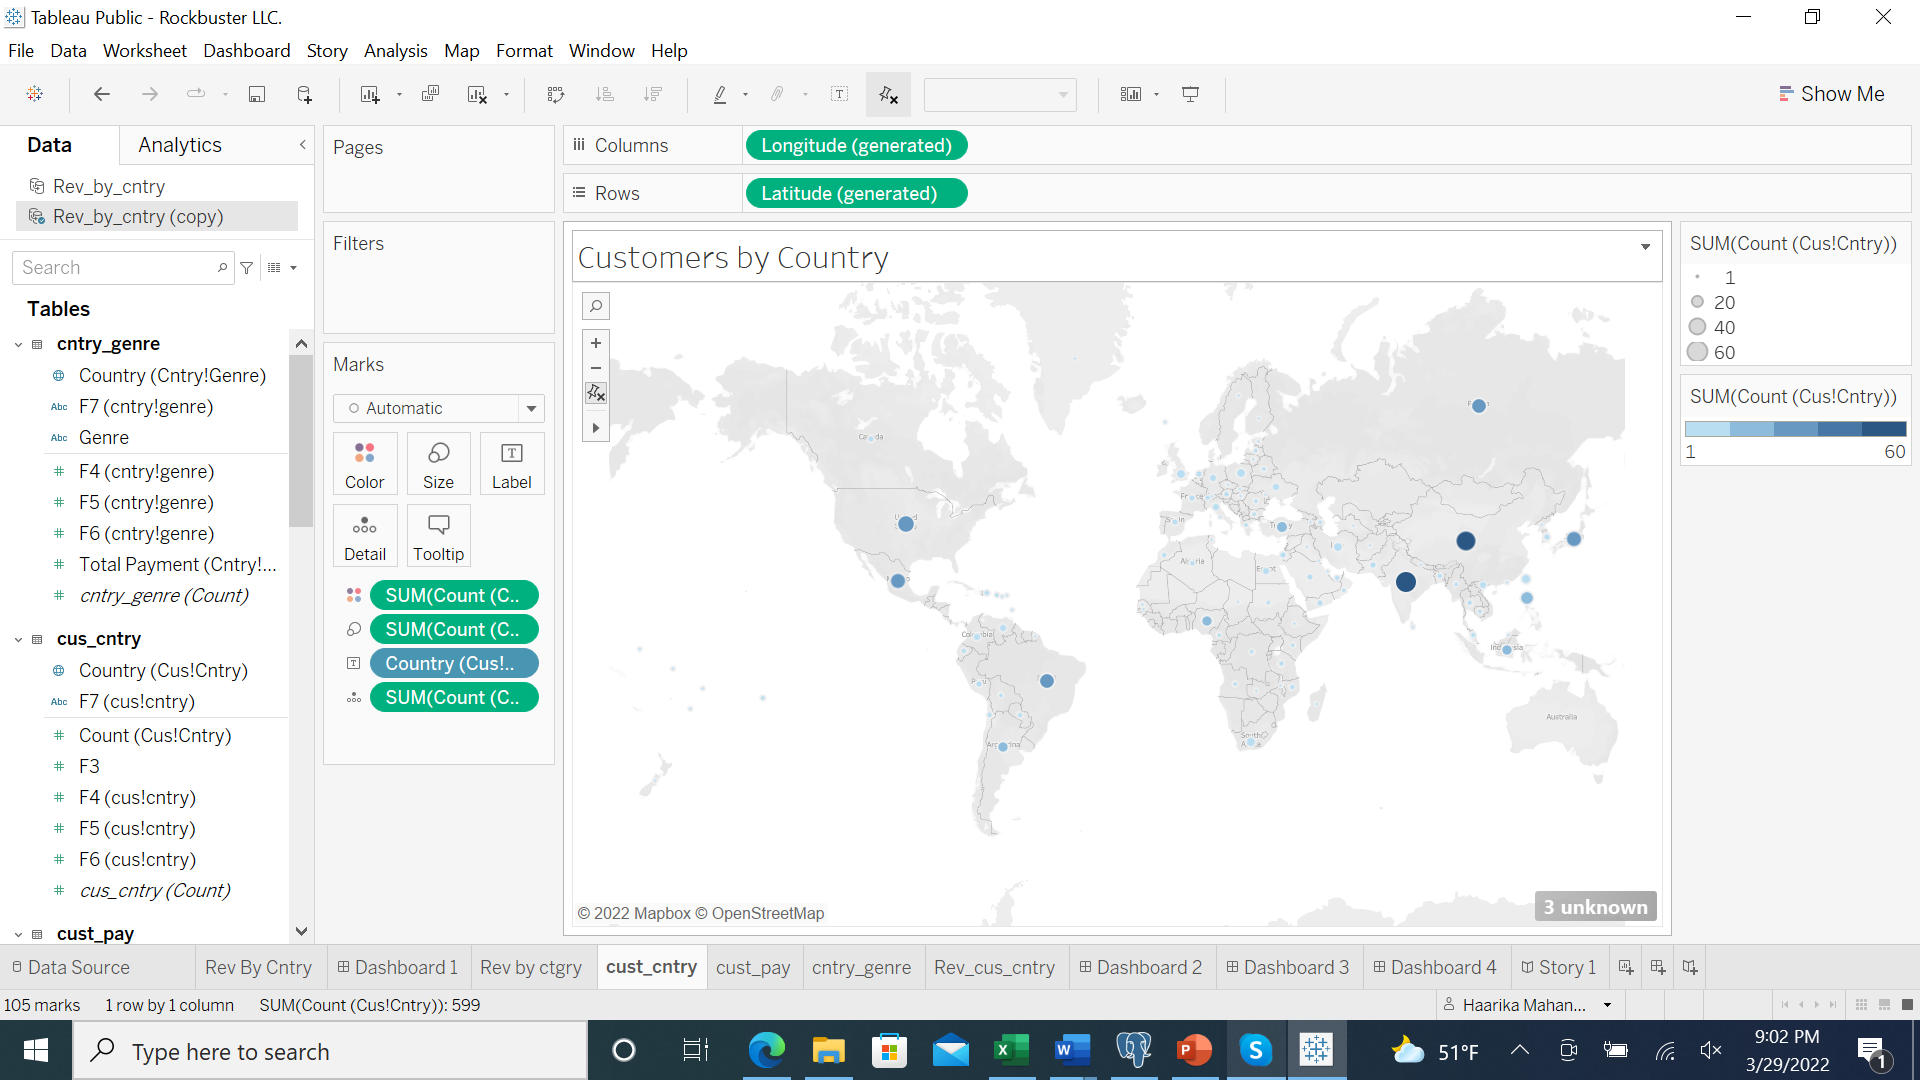 Tableau Public - Rockbuster LLC.
File Data Worksheet Dashboard Story Analysis Map Format Window Help
Show Me
Data Analytics
Rev_by_cntry
Rev_by_cntry (copy)
Search
Tables
cntry_genre
Country (Cntry!Genre)
Abc F7 (cntry!genre)
Abc Genre
F4 (cntry!genre)
F5 (cntry!genre)
F6 (cntry!genre)
Total Payment (Cntry!...
cntry_genre (Count)
cus_cntry
Country (Cus!Cntry)
Abc F7 (cus!cntry)
Count (Cus!Cntry)
F3
F4 (cus!cntry)
F5 (cus!cntry)
F6 (cus!cntry)
cus_cntry (Count)
cust_pay
Pages
Filters
Marks
Automatic
Color Size Label
Detail Tooltip
SUM(Count (C..
SUM(Count (C..
Country (Cus!..
SUM(Count (C..
Columns Longitude (generated)
Rows Latitude (generated)
Customers by Country
Australia
© 2022 Mapbox © OpenStreetMap
3 unknown
SUM(Count (Cus!Cntry))
1
20
40
60
SUM(Count (Cus!Cntry))
1 60
Data Source Rev By Cntry Dashboard 1 Rev by ctgry cust_cntry cust_pay cntry_genre Rev_cus_cntry Dashboard 2 Dashboard 3 Dashboard 4 Story 1
105 marks 1 row by 1 column SUM(Count (Cus!Cntry)): 599
Haarika Mahan...
Type here to search
51°F
9:02 PM
3/29/2022
1